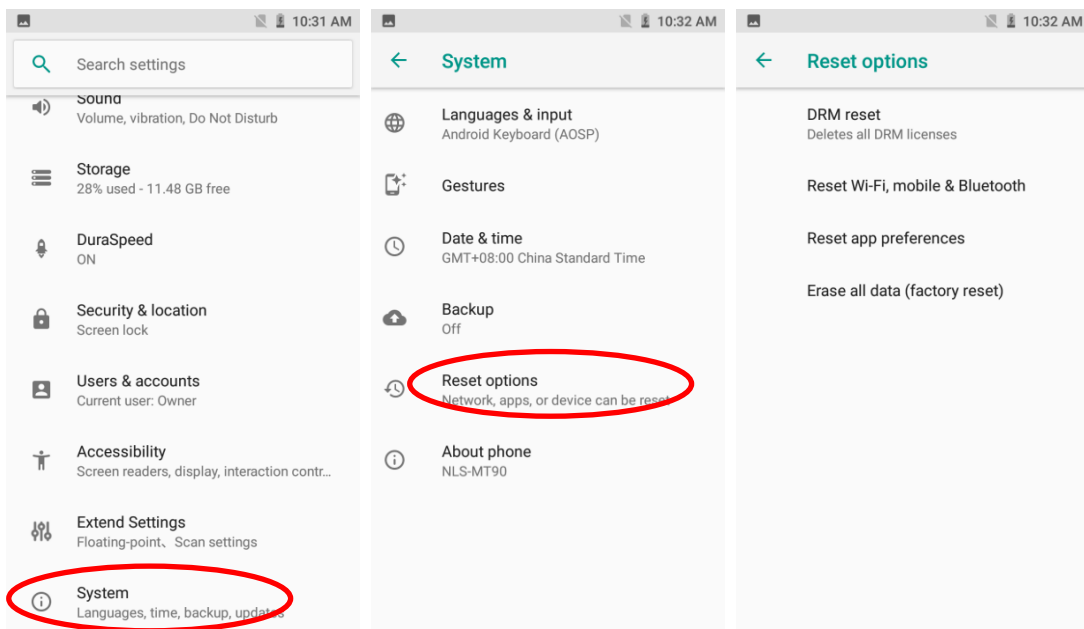 10:31 AM
Search settings
Sound
Volume, vibration, Do Not Disturb
Storage
28% used - 11.48 GB free
DuraSpeed
ON
Security & location
Screen lock
Users & accounts
Current user: Owner
Accessibility
Screen readers, display, interaction contr...
Extend Settings
Floating-point、Scan settings
System
Languages, time, backup, updates
10:32 AM
System
Languages & input
Android Keyboard (AOSP)
Gestures
Date & time
GMT+08:00 China Standard Time
Backup
Off
Reset options
Network, apps, or device can be reset
About phone
NLS-MT90
10:32 AM
Reset options
DRM reset
Deletes all DRM licenses
Reset Wi-Fi, mobile & Bluetooth
Reset app preferences
Erase all data (factory reset)